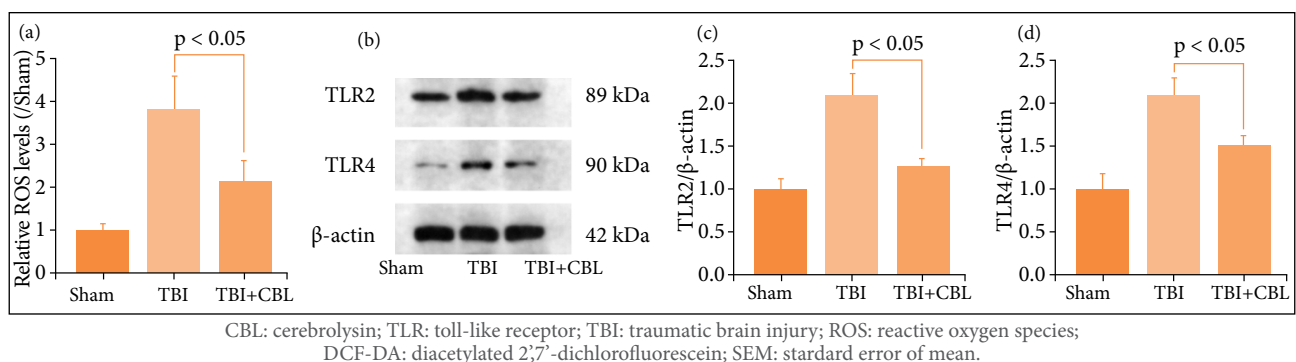 (a)
Relative ROS levels (/Sham)
5
4
3
2
1
0
p < 0.05
Sham TBI TBI+CBL
(b)
TLR2 89 kDa
TLR4 90 kDa
β-actin 42 kDa
Sham TBI TBI+CBL
(c)
TLR2/β-actin
2.5
2.0
1.5
1.0
0.5
0.0
p < 0.05
Sham TBI TBI+CBL
(d)
TLR4/β-actin
2.5
2.0
1.5
1.0
0.5
0.0
p < 0.05
Sham TBI TBI+CBL
CBL: cerebrolysin; TLR: toll-like receptor; TBI: traumatic brain injury; ROS: reactive oxygen species;
DCF-DA: diacetylated 2’,7’-dichlorofluorescein; SEM: stardard error of mean.